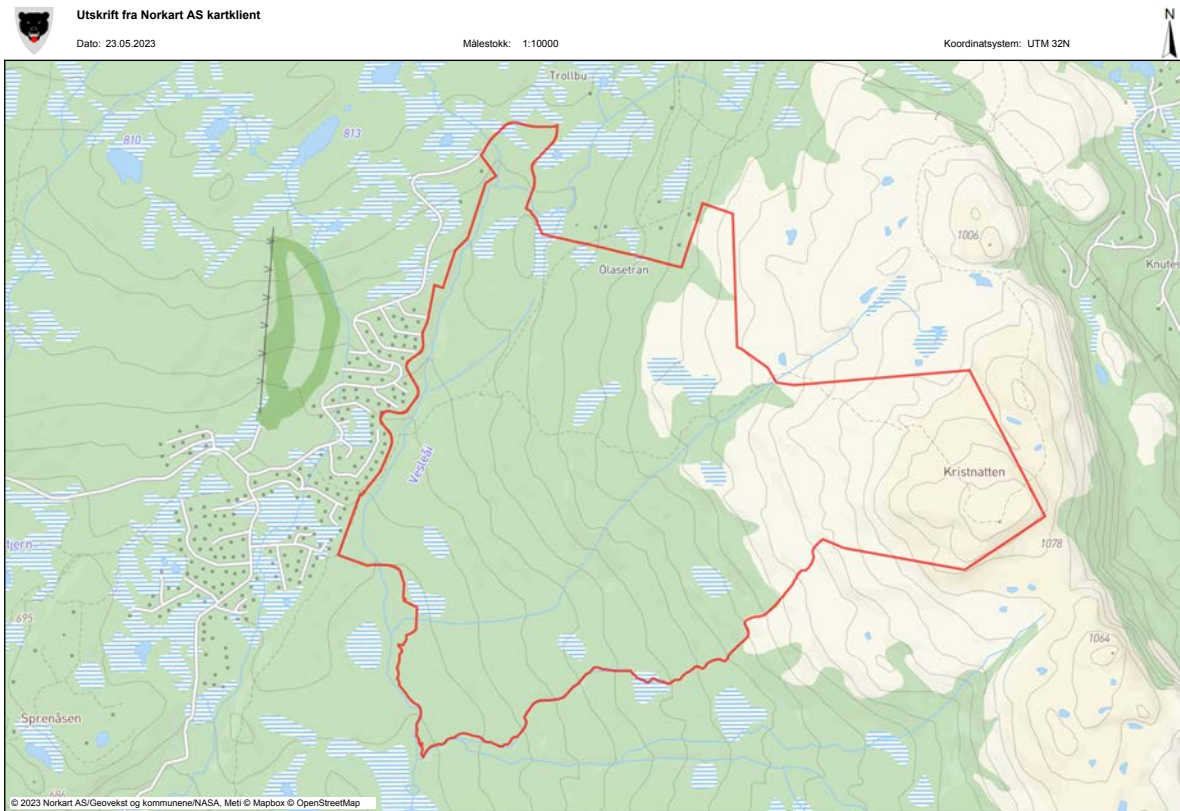 Utskrift fra Norkart AS kartklient
Dato: 23.05.2023
Målestokk: 1:10000
Koordinatsystem: UTM 32N
N
Trollbu
813
810
1006
Knutes
Olasetran
Kristnatten
Vesleåi
1078
tjern
695
1064
Sprenåsen
686
© 2023 Norkart AS/Geovekst og kommunene/NASA, Meti © Mapbox © OpenStreetMap